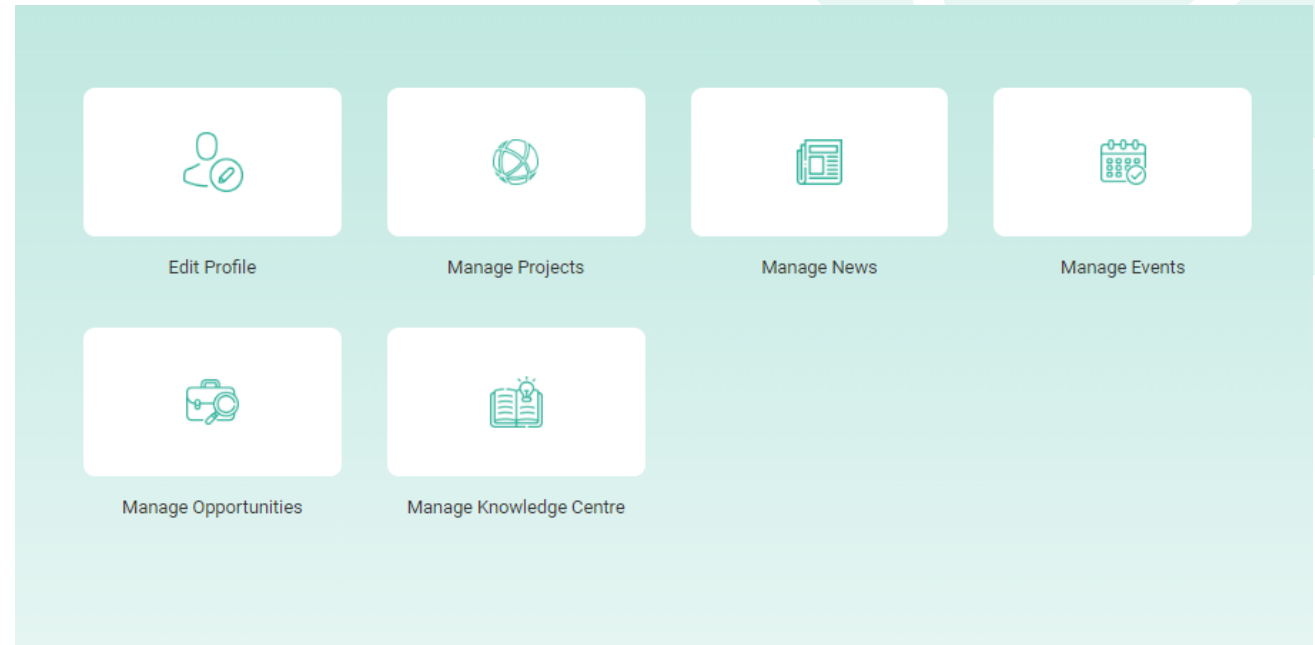 Edit Profile
Manage Projects
Manage News
Manage Events
Manage Opportunities
Manage Knowledge Centre